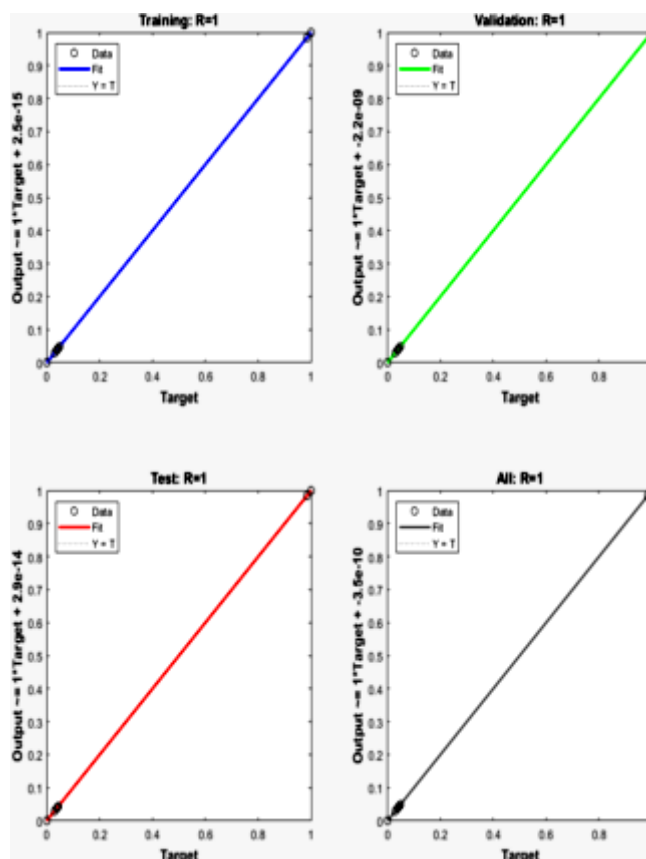 Training: R=1
Output ~= 1*Target + 2.5e-15
1
0.9
0.8
0.7
0.6
0.5
0.4
0.3
0.2
0.1
0
Data
Fit
Y = T
0 0.2 0.4 0.6 0.8 1
Target
Validation: R=1
Output ~= 1*Target + -2.2e-09
1
0.9
0.8
0.7
0.6
0.5
0.4
0.3
0.2
0.1
0
Data
Fit
Y = T
0 0.2 0.4 0.6 0.8
Target
Test: R=1
Output ~= 1*Target + 2.9e-14
1
0.9
0.8
0.7
0.6
0.5
0.4
0.3
0.2
0.1
0
Data
Fit
Y = T
0 0.2 0.4 0.6 0.8 1
Target
All: R=1
Output ~= 1*Target + -3.5e-10
1
0.9
0.8
0.7
0.6
0.5
0.4
0.3
0.2
0.1
0
Data
Fit
Y = T
0 0.2 0.4 0.6 0.8
Target